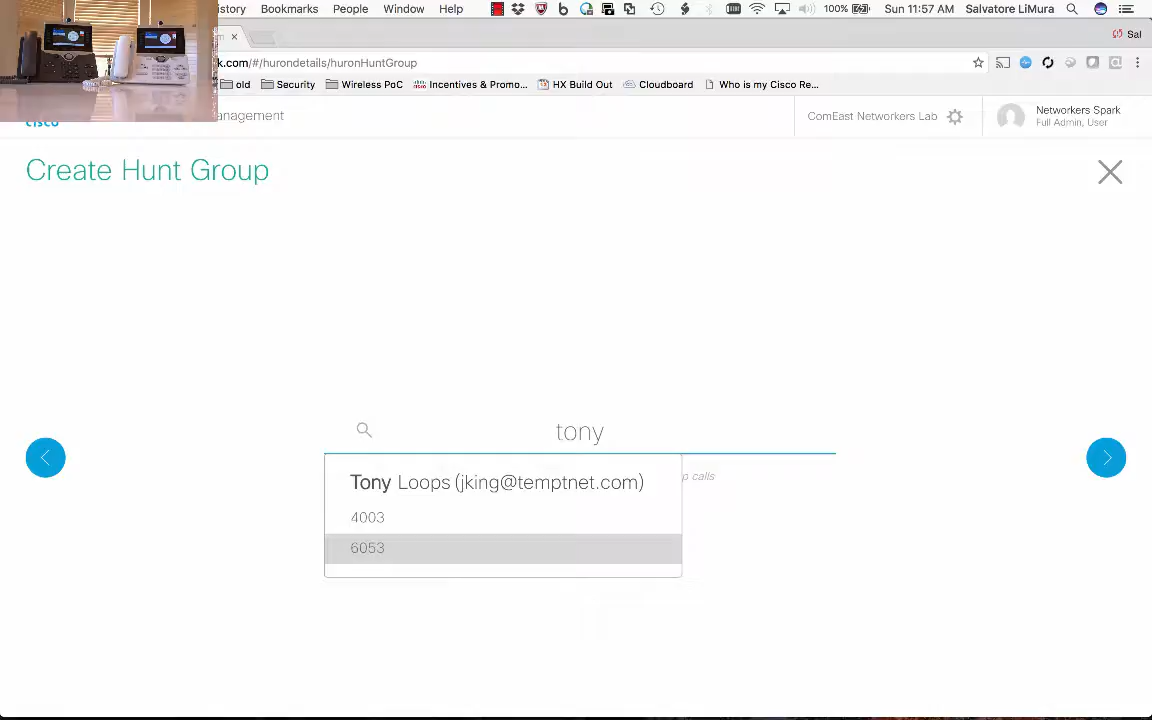 istory Bookmarks People Window Help 100% Sun 11:57 AM Salvatore LiMura
Sal
k.com/#/hurondetails/huronHuntGroup
old Security Wireless PoC Incentives & Promo... HX Build Out Cloudboard Who is my Cisco Re...
CISCO anagement ComEast Networkers Lab Networkers Spark
Full Admin, User
Create Hunt Group
tony
Tony Loops (jking@temptnet.com)
p calls
4003
6053